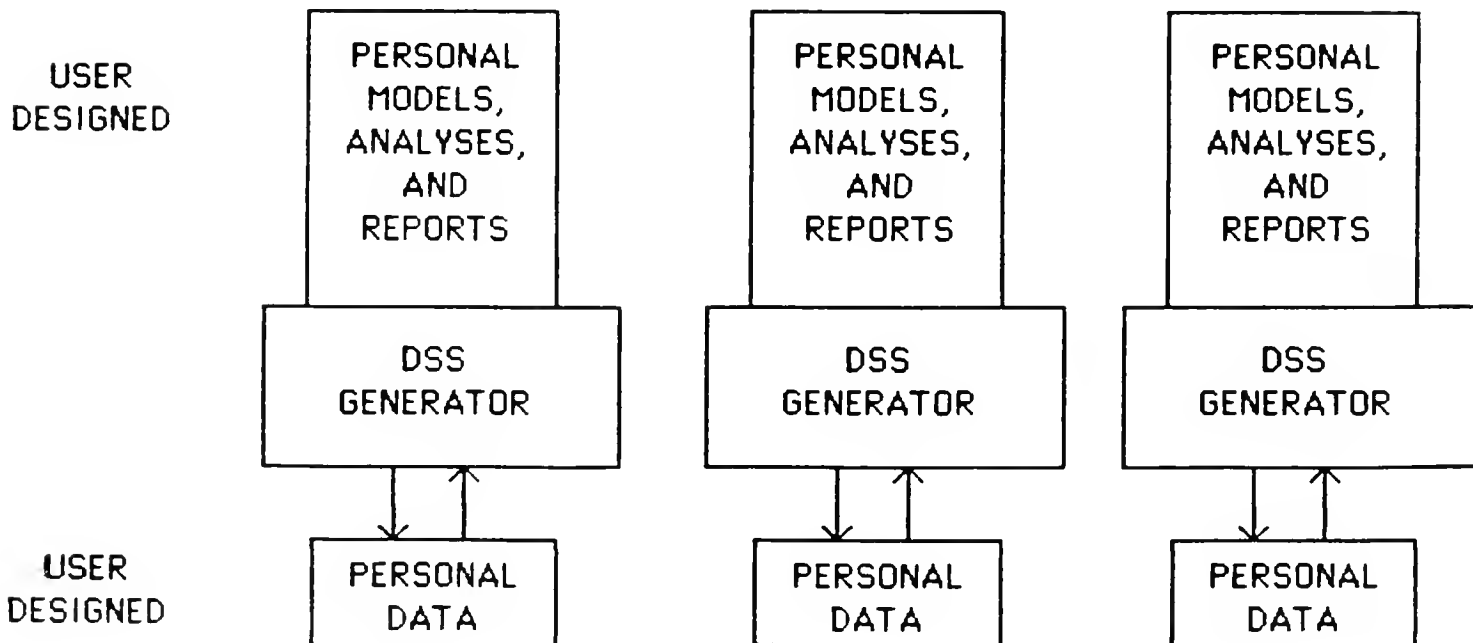 USER
DESIGNED
PERSONAL
MODELS,
ANALYSES,
AND
REPORTS
PERSONAL
MODELS,
ANALYSES,
AND
REPORTS
PERSONAL
MODELS,
ANALYSES,
AND
REPORTS
DSS
GENERATOR
DSS
GENERATOR
DSS
GENERATOR
USER
DESIGNED
PERSONAL
DATA
PERSONAL
DATA
PERSONAL
DATA